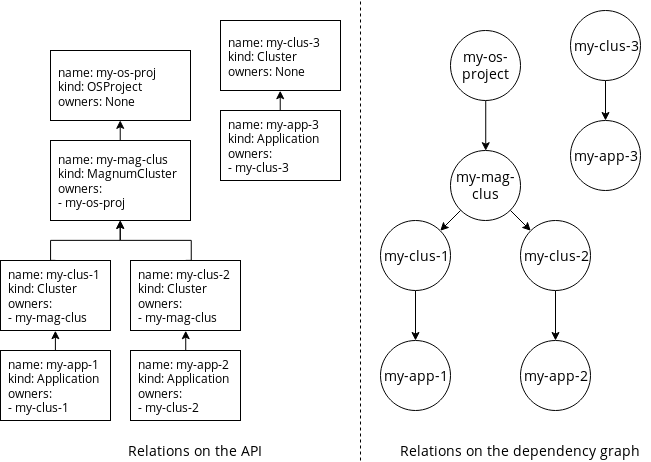 name: my-os-proj
kind: OSProject
owners: None
name: my-clus-3
kind: Cluster
owners: None
name: my-app-3
kind: Application
owners:
- my-clus-3
name: my-mag-clus
kind: MagnumCluster
owners:
- my-os-proj
name: my-clus-1
kind: Cluster
owners:
- my-mag-clus
name: my-clus-2
kind: Cluster
owners:
- my-mag-clus
name: my-app-1
kind: Application
owners:
- my-clus-1
name: my-app-2
kind: Application
owners:
- my-clus-2
Relations on the API
my-os-
project
my-clus-3
my-app-3
my-mag-
clus
my-clus-1
my-clus-2
my-app-1
my-app-2
Relations on the dependency graph